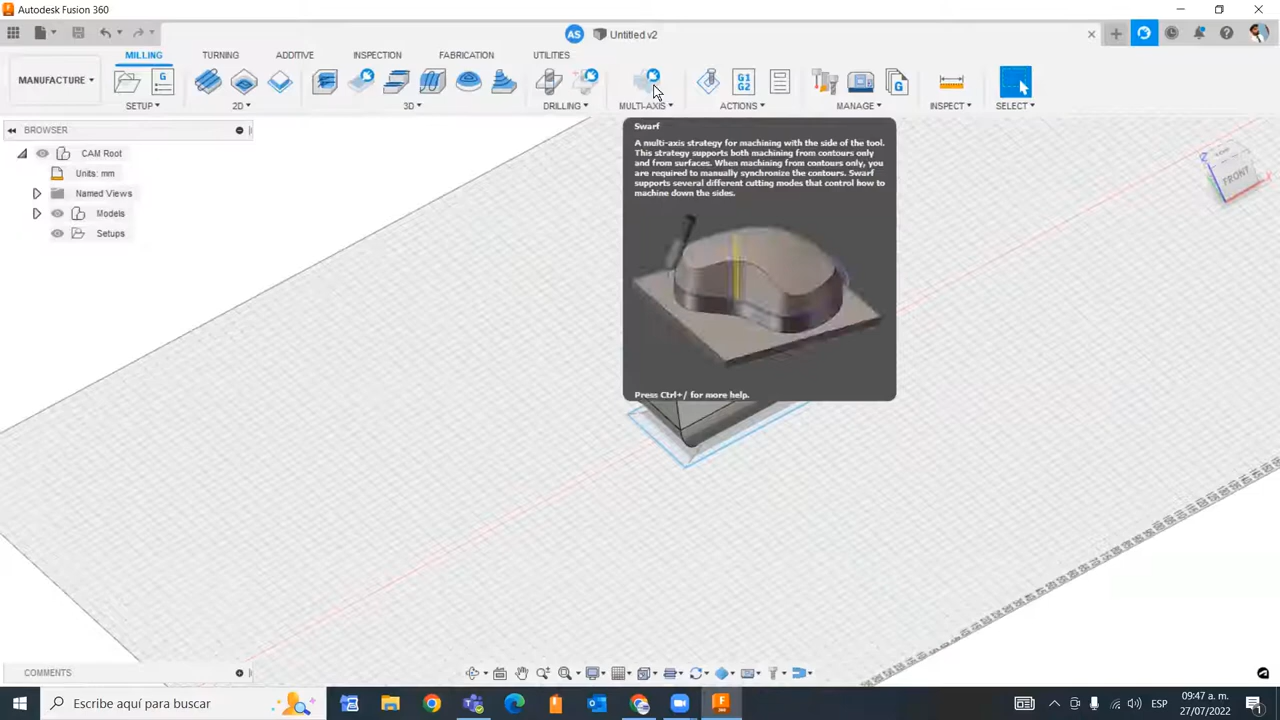 Autodesk Fusion 360
AS Untitled v2
MILLING TURNING ADDITIVE INSPECTION FABRICATION UTILITIES
MANUFACTURE
G
G1
G2
SETUP 2D 3D DRILLING MULTI-AXIS ACTIONS MANAGE INSPECT SELECT
BROWSER
CAM Root
Units: mm
Named Views
Models
Setups
Swarf
A multi-axis strategy for machining with the side of the tool.
This strategy supports both machining from contours only
and from surfaces. When machining from contours only, you
are required to manually synchronize the contours. Swarf
supports several different cutting modes that control how to
machine down the sides.
Press Ctrl+/ for more help.
Z
FRONT
X
COMMENTS
Escribe aquí para buscar
F
360
ESP
09:47 a. m.
27/07/2022